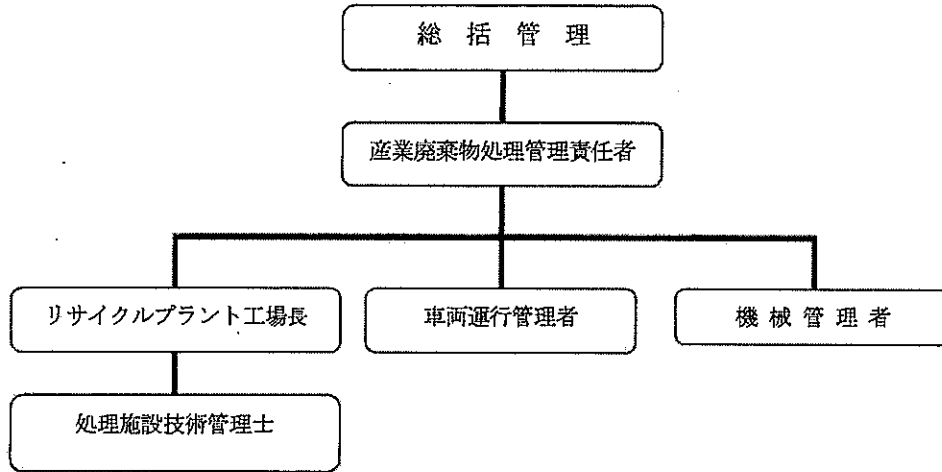 総括管理
産業廃棄物処理管理責任者
リサイクルプラント工場長
車両運行管理者
機械管理者
処理施設技術管理士